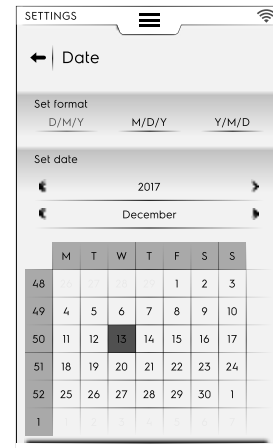 SETTINGS
Date
Set format
D/M/Y M/D/Y Y/M/D
Set date
2017
December
M T W T F S S
48 1 2 3
49 4 5 6 7 8 9 10
50 11 12 13 14 15 16 17
51 18 19 20 21 22 23 24
52 25 26 27 28 29 30 1
1